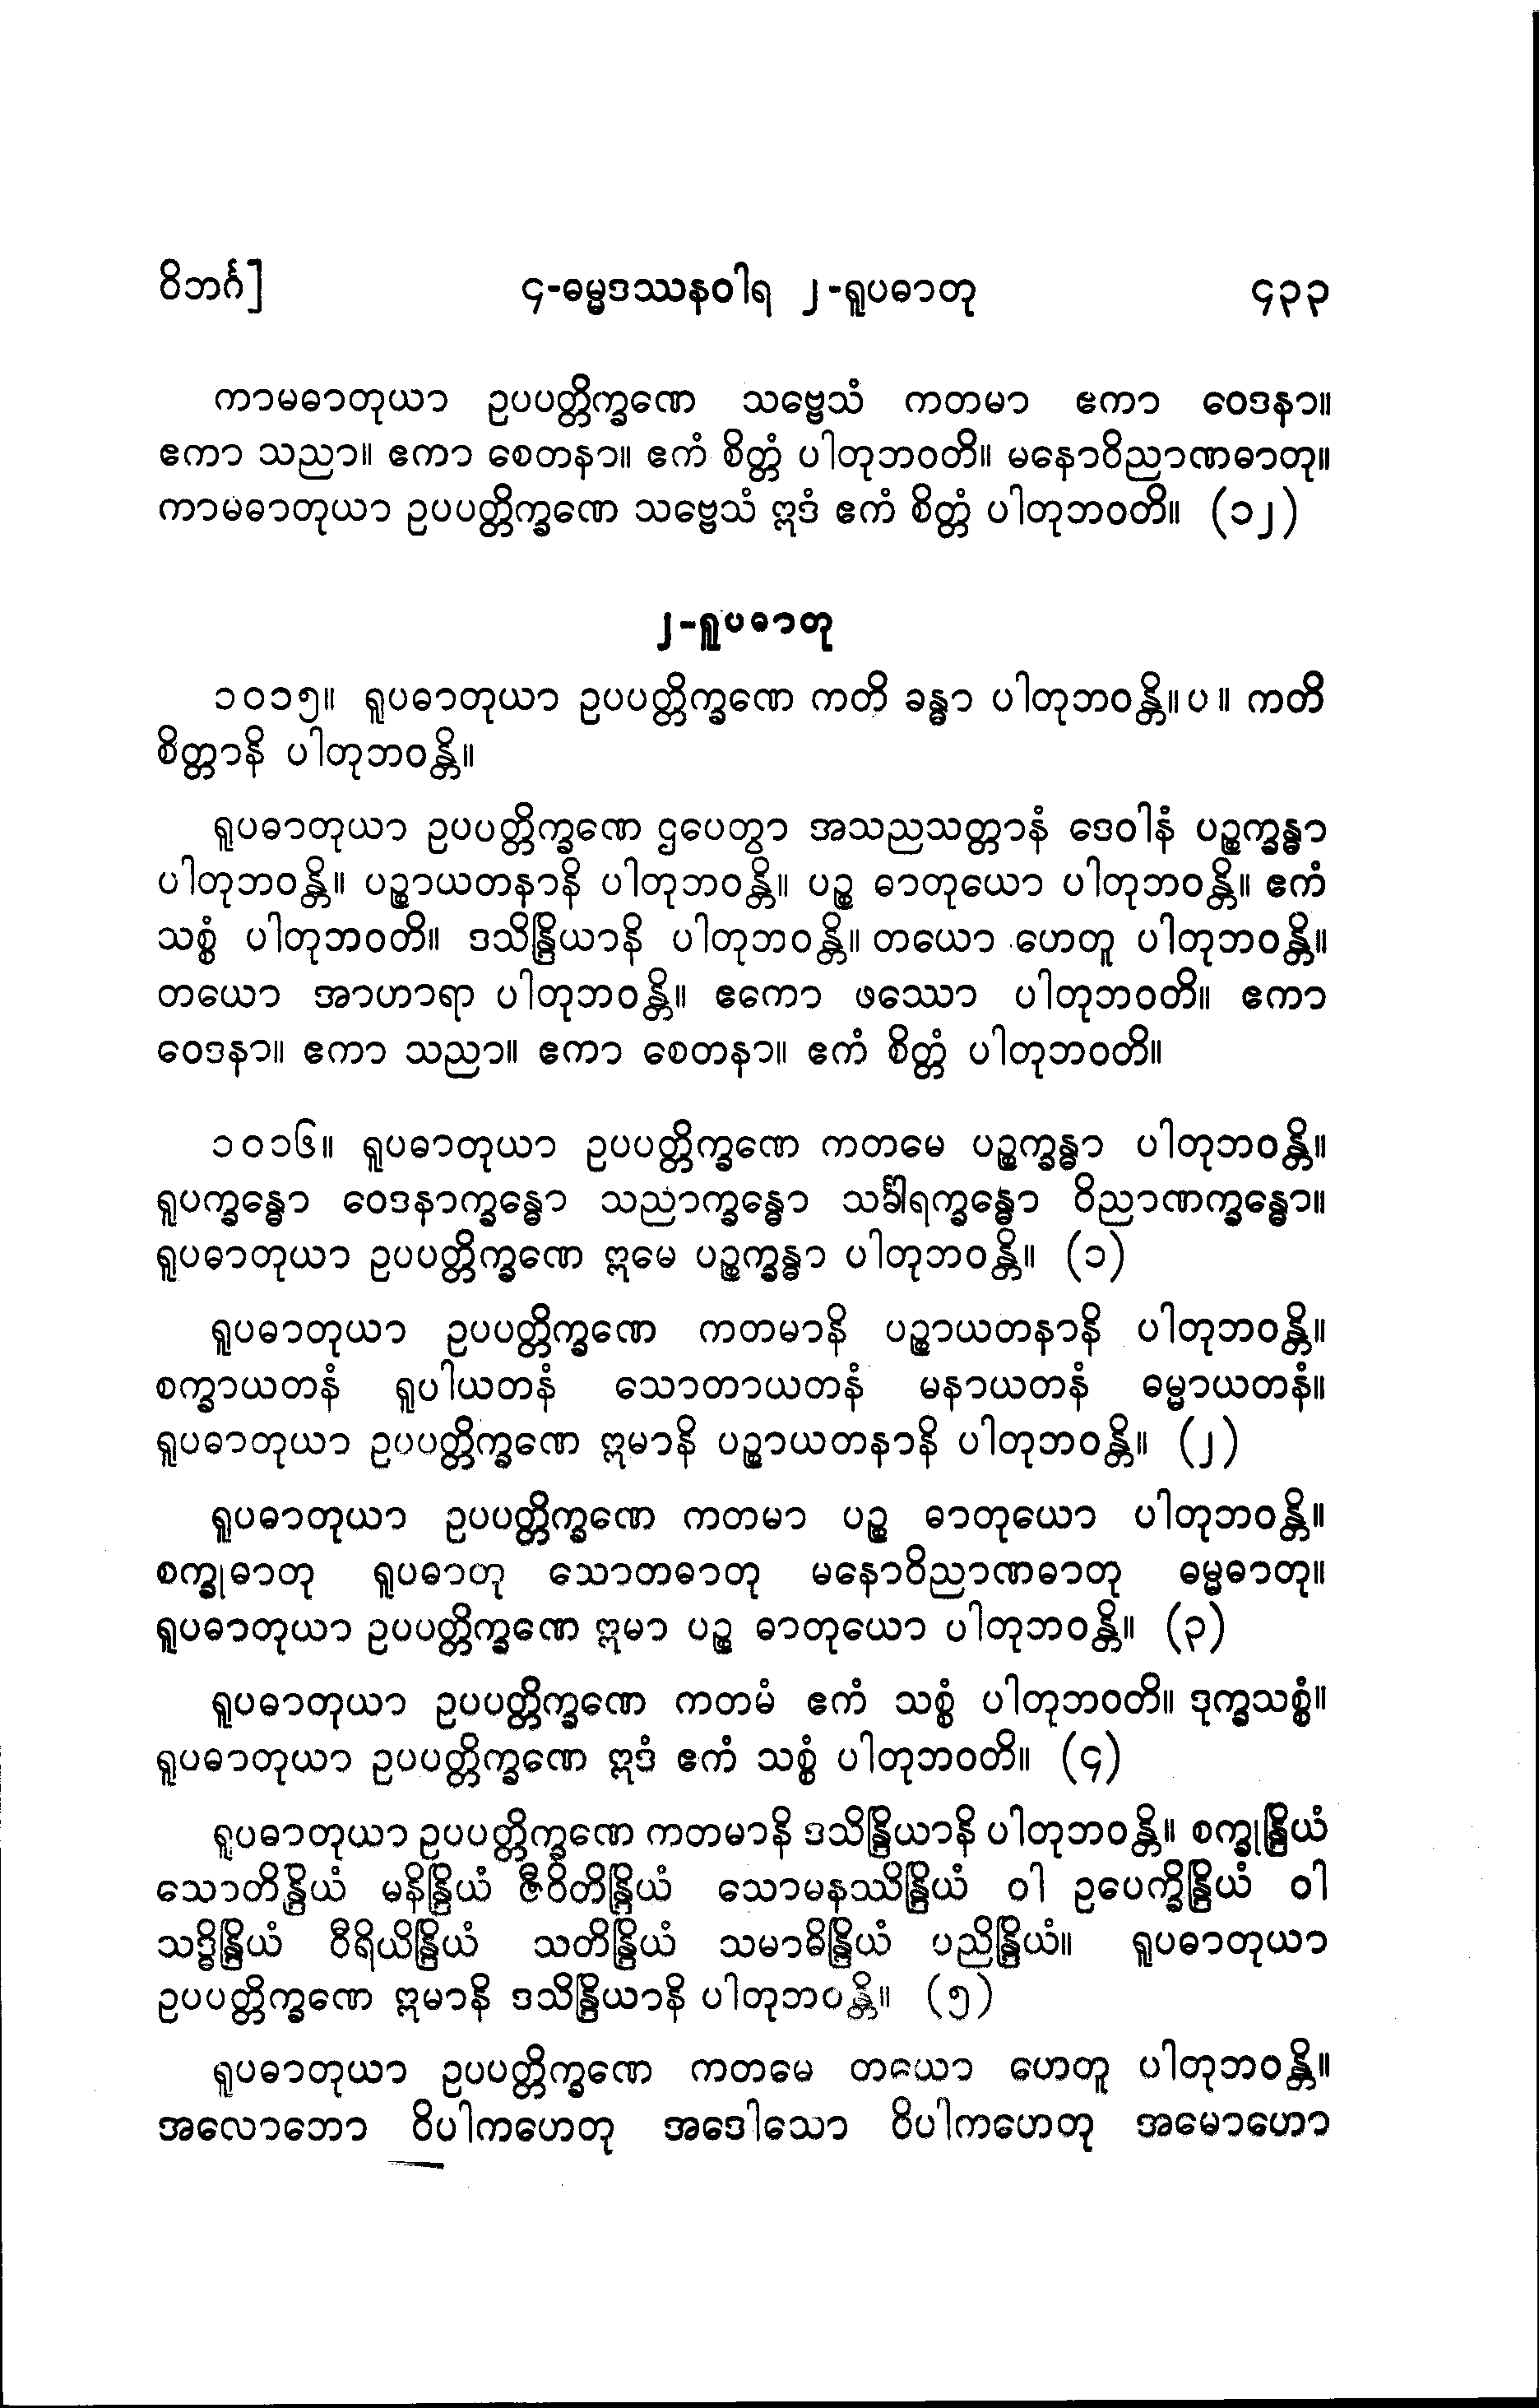 ဝိဘင်္ဂ]
၄-ဓမ္မဒဿနဝါရ ၂-ရူပဓာတု
၄၃၃
ကာမဓာတုယာ ဥပပတ္တိက္ခဏေ သဗ္ဗေသံ ကတမာ ဧကာ ဝေဒနာ။
ဧကာ သညာ။ ဧကာ စေတနာ။ ဧကံ စိတ္တံ ပါတုဘဝတိ။ မနောဝိညာဏဓာတု။
ကာမဓာတုယာ ဥပပတ္တိက္ခဏေ သဗ္ဗေသံ ဣဒံ ဧကံ စိတ္တံ ပါတုဘဝတိ။ (၁၂)
၂-ရူပဓာတု
၁၀၁၅။ ရူပဓာတုယာ ဥပပတ္တိက္ခဏေ ကတိ ခန္ဓာ ပါတုဘဝန္တိ။ ပ ။ ကတိ
စိတ္တာနိ ပါတုဘဝန္တိ။
ရူပဓာတုယာ ဥပပတ္တိက္ခဏေ ဌပေတွာ အသညသတ္တာနံ ဒေဝါနံ ပဉ္စက္ခန္ဓာ
ပါတုဘဝန္တိ။ ပဉ္စာယတနာနိ ပါတုဘဝန္တိ။ ပဉ္စ ဓာတုယော ပါတုဘဝန္တိ။ ဧကံ
သစ္စံ ပါတုဘဝတိ။ ဒသိန္ဒြိယာနိ ပါတုဘဝန္တိ။ တယော ဟေတူ ပါတုဘဝန္တိ။
တယော အာဟာရာ ပါတုဘဝန္တိ။ ဧကော ဖဿော ပါတုဘဝတိ။ ဧကာ
ဝေဒနာ။ ဧကာ သညာ။ ဧကာ စေတနာ။ ဧကံ စိတ္တံ ပါတုဘဝတိ။
၁၀၁၆။ ရူပဓာတုယာ ဥပပတ္တိက္ခဏေ ကတမေ ပဉ္စက္ခန္ဓာ ပါတုဘဝန္တိ။
ရူပက္ခန္ဓော ဝေဒနာက္ခန္ဓော သညာက္ခန္ဓော သင်္ခါရက္ခန္ဓော ဝိညာဏက္ခန္ဓော။
ရူပဓာတုယာ ဥပပတ္တိက္ခဏေ ဣမေ ပဉ္စက္ခန္ဓာ ပါတုဘဝန္တိ။ (၁)
ရူပဓာတုယာ ဥပပတ္တိက္ခဏေ ကတမာနိ ပဉ္စာယတနာနိ ပါတုဘဝန္တိ။
စက္ခာယတနံ ရူပါယတနံ သောတာယတနံ မနာယတနံ ဓမ္မာယတနံ။
ရူပဓာတုယာ ဥပပတ္တိက္ခဏေ ဣမာနိ ပဉ္စာယတနာနိ ပါတုဘဝန္တိ။ (၂)
ရူပဓာတုယာ ဥပပတ္တိက္ခဏေ ကတမာ ပဉ္စ ဓာတုယော ပါတုဘဝန္တိ။
စက္ခုဓာတု ရူပဓာတု သောတဓာတု မနောဝိညာဏဓာတု ဓမ္မဓာတု။
ရူပဓာတုယာ ဥပပတ္တိက္ခဏေ ဣမာ ပဉ္စ ဓာတုယော ပါတုဘဝန္တိ။ (၃)
ရူပဓာတုယာ ဥပပတ္တိက္ခဏေ ကတမံ ဧကံ သစ္စံ ပါတုဘဝတိ။ ဒုက္ခသစ္စံ။
ရူပဓာတုယာ ဥပပတ္တိက္ခဏေ ဣဒံ ဧကံ သစ္စံ ပါတုဘဝတိ။ (၄)
ရူပဓာတုယာ ဥပပတ္တိက္ခဏေ ကတမာနိ ဒသိန္ဒြိယာနိ ပါတုဘဝန္တိ။ စက္ခုန္ဒြိယံ
သောတိန္ဒြိယံ မနိန္ဒြိယံ ဇီဝိတိန္ဒြိယံ သောမနဿိန္ဒြိယံ ဝါ ဥပေက္ခိန္ဒြိယံ ဝါ
သဒ္ဓိန္ဒြိယံ ဝီရိယိန္ဒြိယံ သတိန္ဒြိယံ သမာဓိန္ဒြိယံ ပညိန္ဒြိယံ။ ရူပဓာတုယာ
ဥပပတ္တိက္ခဏေ ဣမာနိ ဒသိန္ဒြိယာနိ ပါတုဘဝန္တိ။ (၅)
ရူပဓာတုယာ ဥပပတ္တိက္ခဏေ ကတမေ တယော ဟေတူ ပါတုဘဝန္တိ။
အလောဘော ဝိပါကဟေတု အဒေါသော ဝိပါကဟေတု အမောဟော